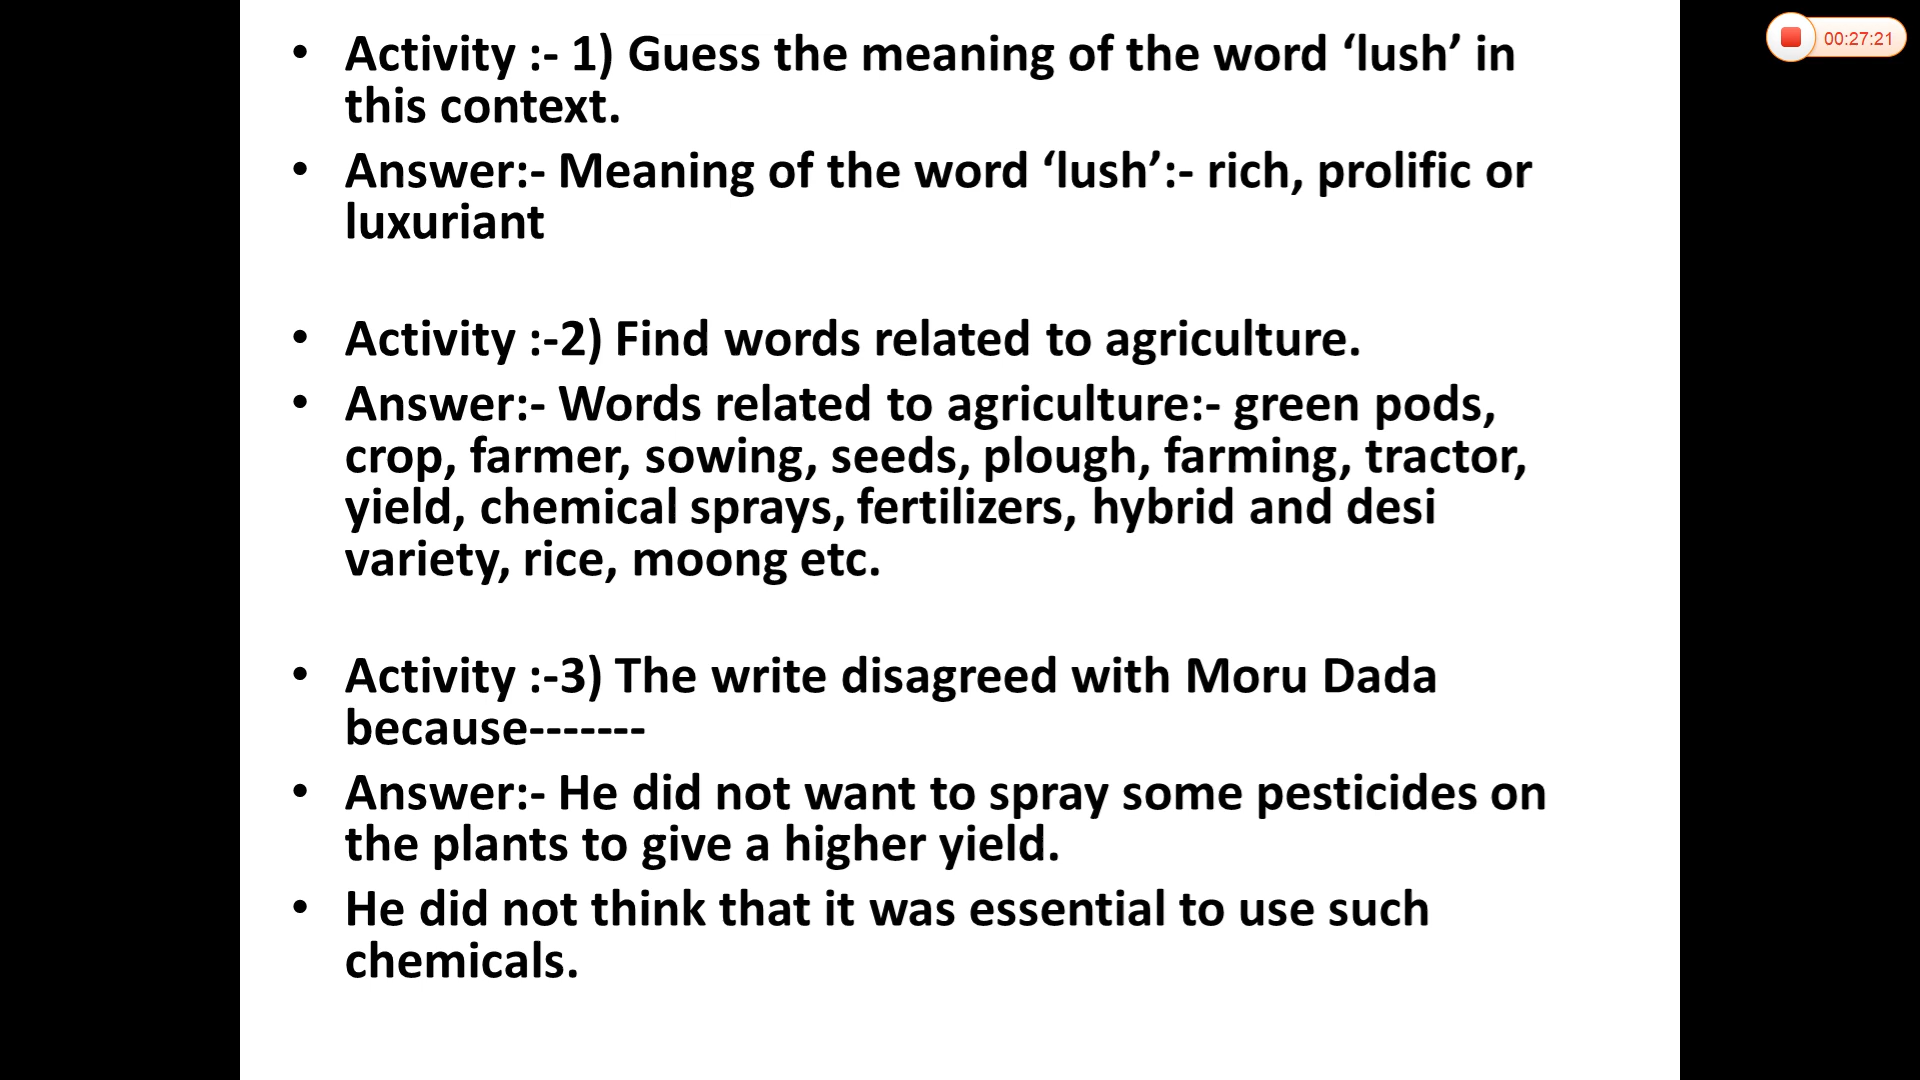 • Activity :- 1) Guess the meaning of the word ‘lush’ in
this context.
• Answer:- Meaning of the word ‘lush’:- rich, prolific or
luxuriant
• Activity :-2) Find words related to agriculture.
• Answer:- Words related to agriculture:- green pods,
crop, farmer, sowing, seeds, plough, farming, tractor,
yield, chemical sprays, fertilizers, hybrid and desi
variety, rice, moong etc.
• Activity :-3) The write disagreed with Moru Dada
because-------
• Answer:- He did not want to spray some pesticides on
the plants to give a higher yield.
• He did not think that it was essential to use such
chemicals.
00:27:21